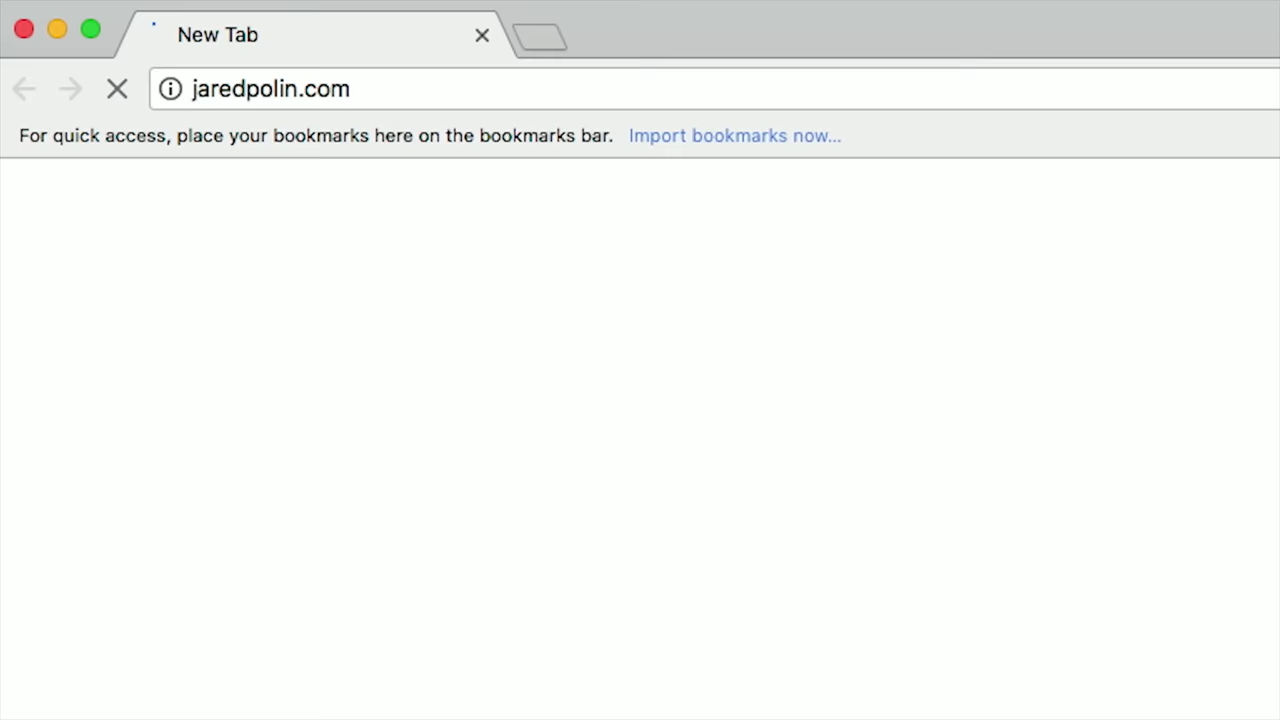 New Tab
jaredpolin.com
For quick access, place your bookmarks here on the bookmarks bar. Import bookmarks now...